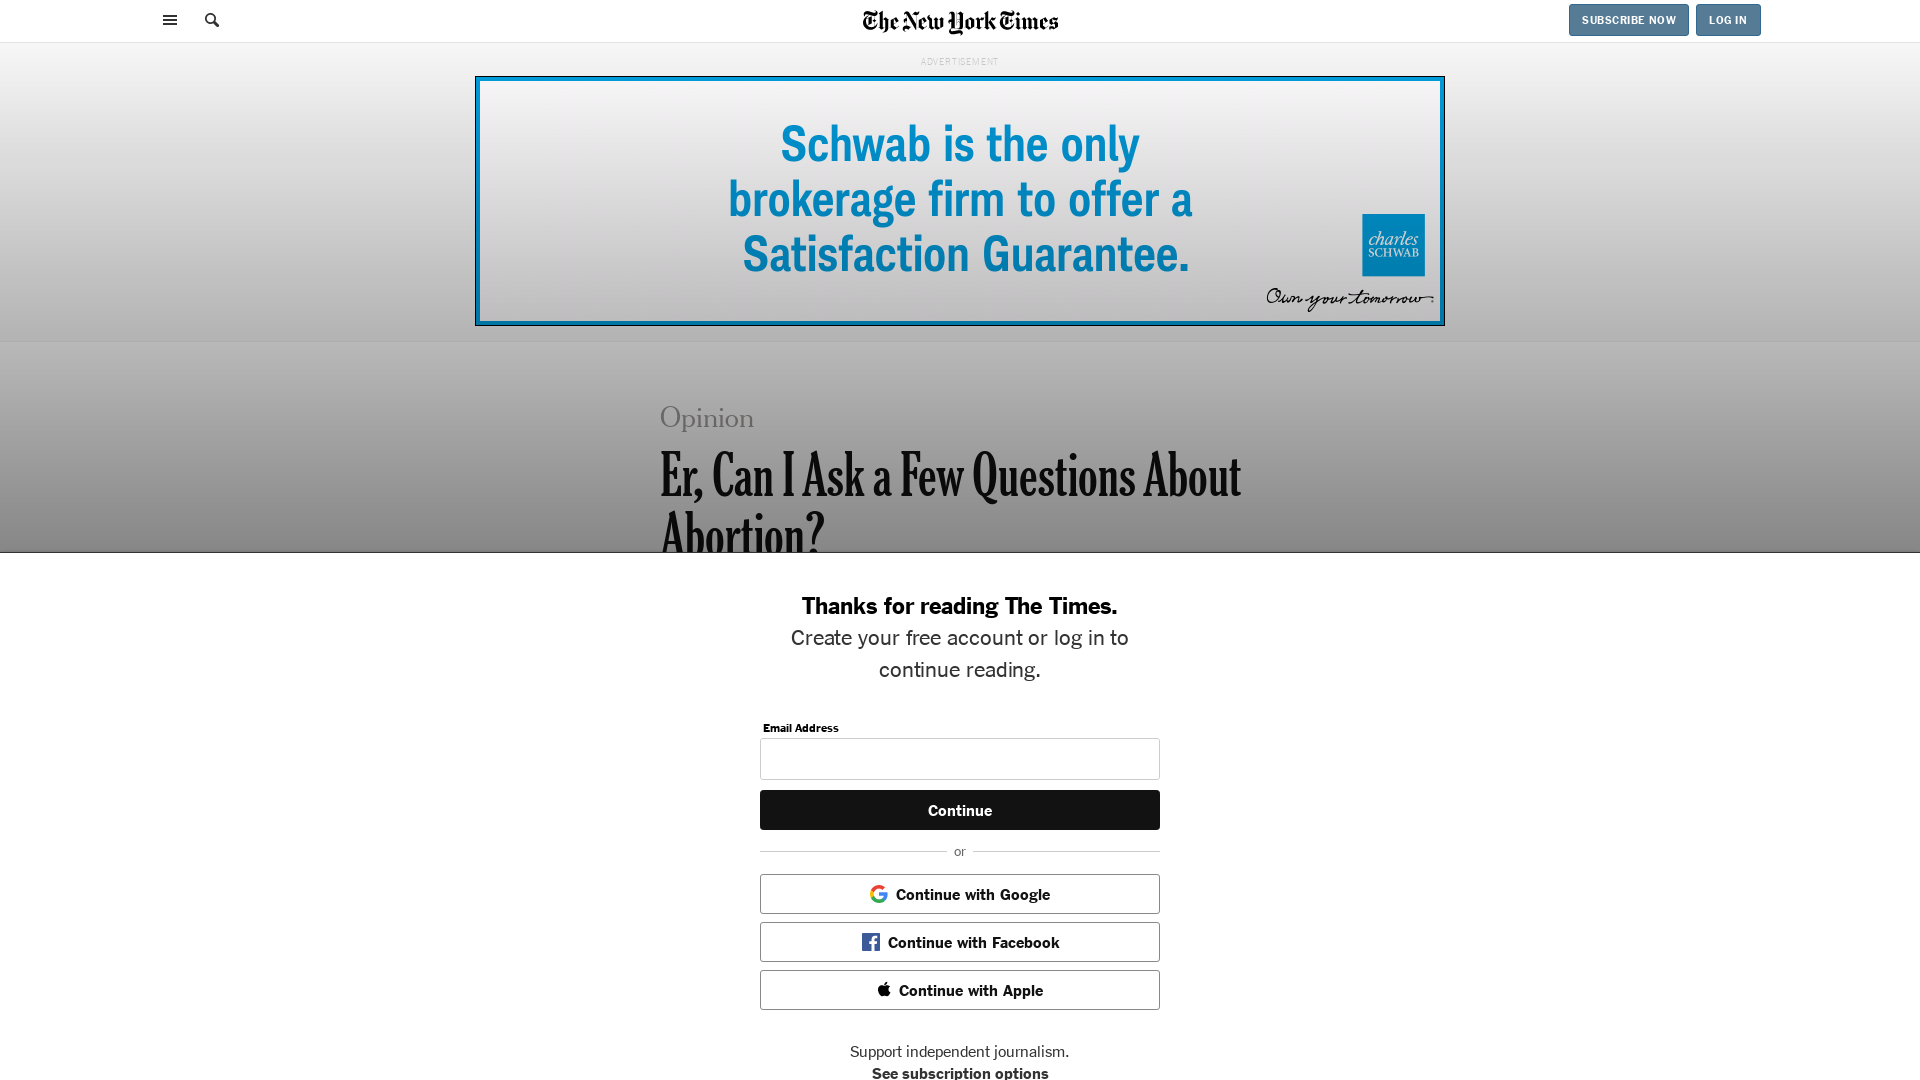 The New York Times
SUBSCRIBE NOW
LOG IN
ADVERTISEMENT
Schwab is the only
brokerage firm to offer a
Satisfaction Guarantee.
charles
SCHWAB
Own your tomorrow
Opinion
Er, Can I Ask a Few Questions About
Abortion?
Thanks for reading The Times.
Create your free account or log in to
continue reading.
Email Address
Continue
or
Continue with Google
Continue with Facebook
Continue with Apple
Support independent journalism.
See subscription options